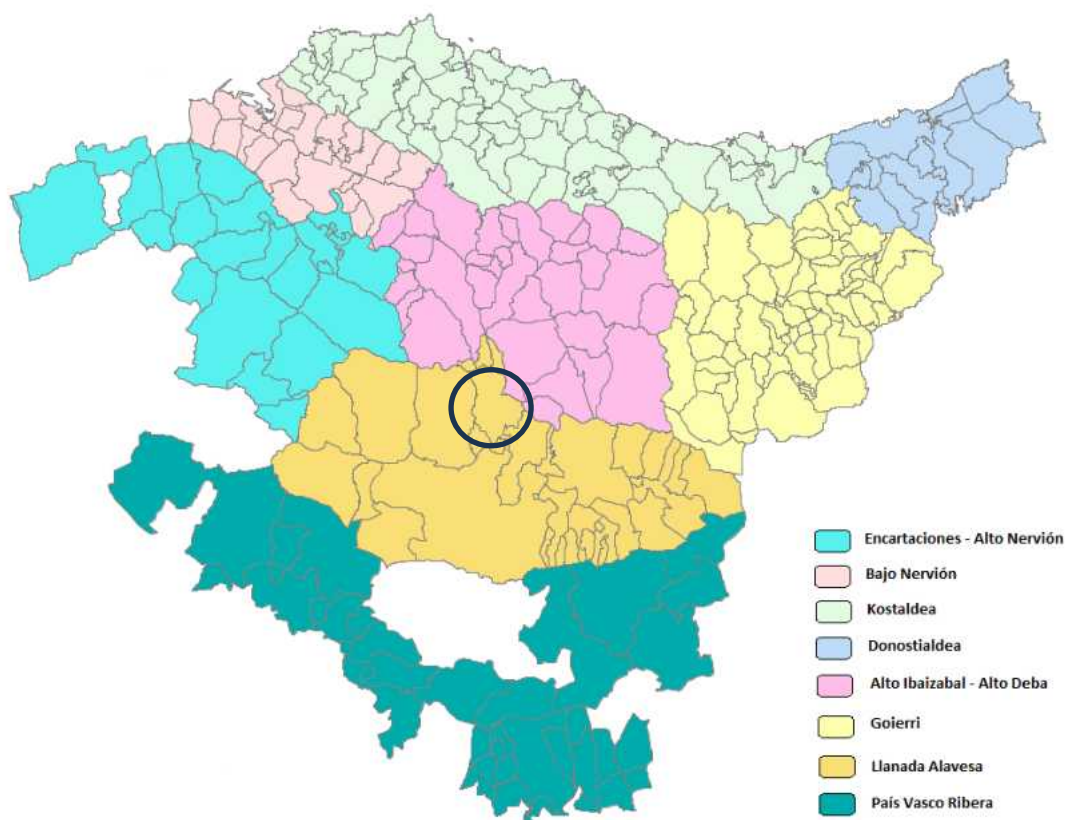 Encartaciones - Alto Nervión
Bajo Nervión
Kostaldea
Donostialdea
Alto Ibaizabal - Alto Deba
Goierri
Llanada Alavesa
País Vasco Ribera